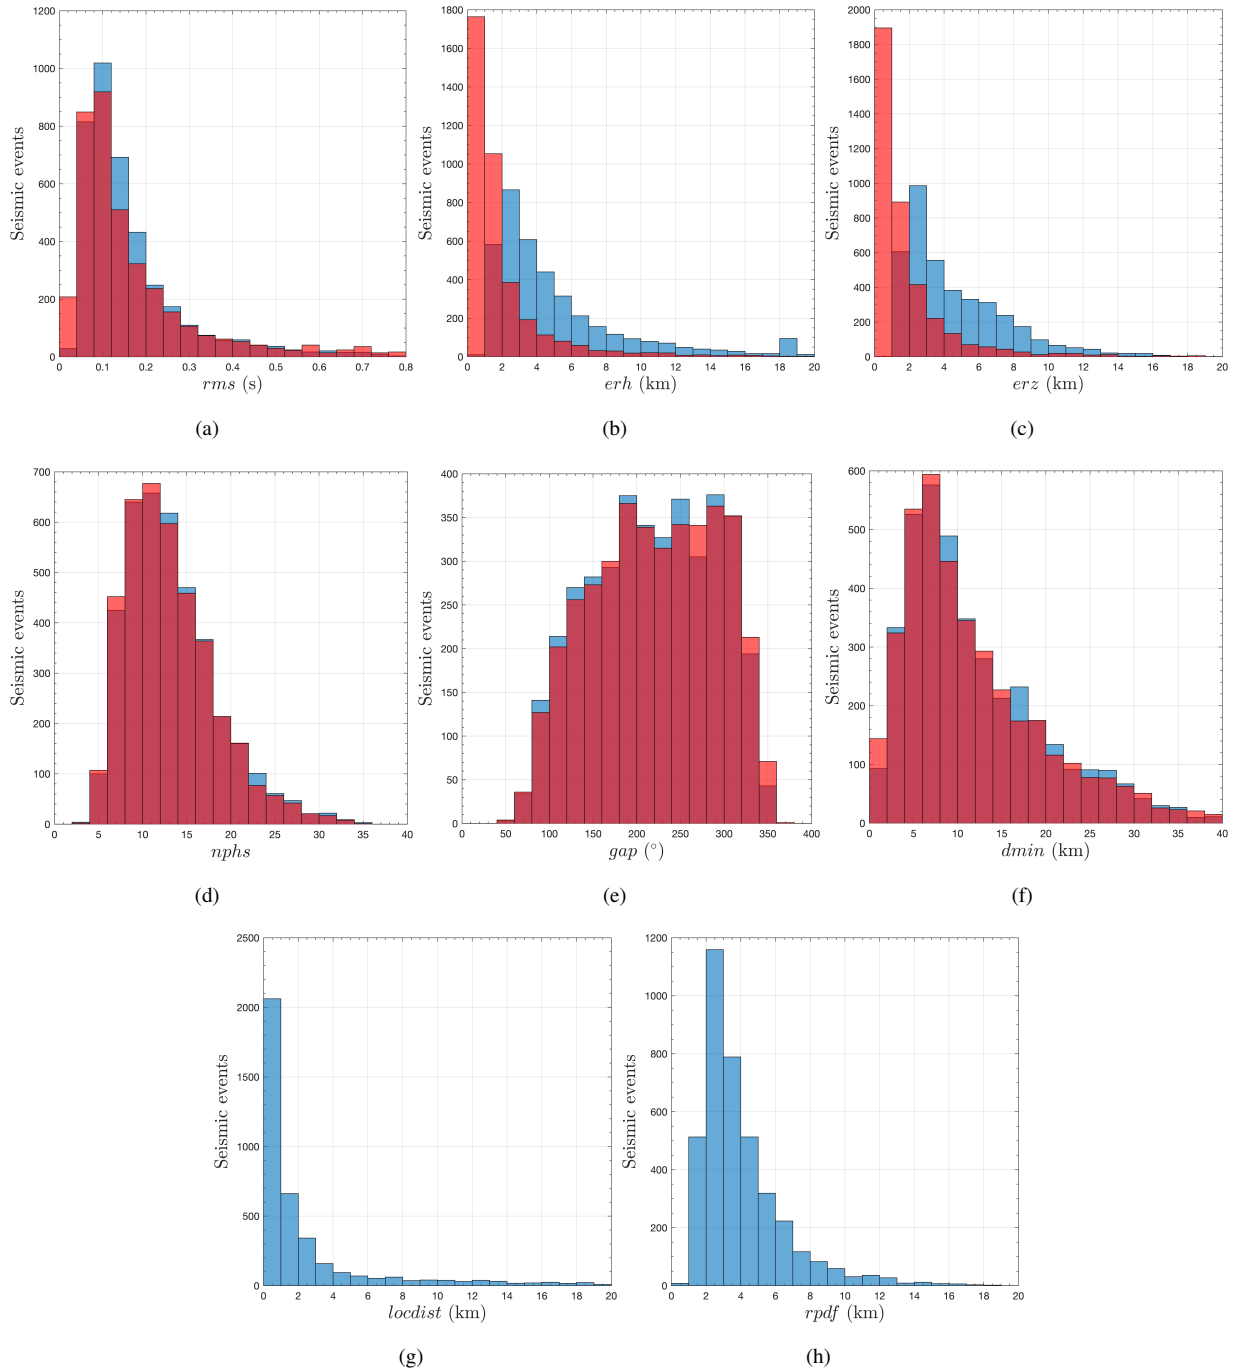 1200
1000
800
600
400
200
0
Seismic events
0 0.1 0.2 0.3 0.4 0.5 0.6 0.7 0.8
rms (s)
(a)
1800
1600
1400
1200
1000
800
600
400
200
0
Seismic events
0 2 4 6 8 10 12 14 16 18 20
erh (km)
(b)
2000
1800
1600
1400
1200
1000
800
600
400
200
0
Seismic events
0 2 4 6 8 10 12 14 16 18 20
erz (km)
(c)
700
600
500
400
300
200
100
0
Seismic events
0 5 10 15 20 25 30 35 40
nphs
(d)
400
350
300
250
200
150
100
50
0
Seismic events
0 50 100 150 200 250 300 350 400
gap (°)
(e)
600
500
400
300
200
100
0
Seismic events
0 5 10 15 20 25 30 35 40
dmin (km)
(f)
2500
2000
1500
1000
500
0
Seismic events
0 2 4 6 8 10 12 14 16 18 20
locdist (km)
(g)
1200
1000
800
600
400
200
0
Seismic events
0 2 4 6 8 10 12 14 16 18 20
rpdf (km)
(h)